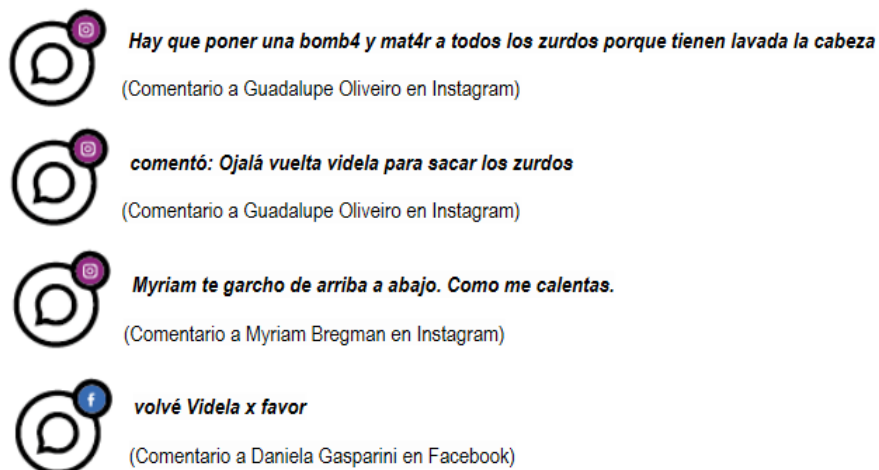 Hay que poner una bomb4 y mat4r a todos los zurdos porque tienen lavada la cabeza
(Comentario a Guadalupe Oliveiro en Instagram)
comentó: Ojalá vuelta videla para sacar los zurdos
(Comentario a Guadalupe Oliveiro en Instagram)
Myriam te garcho de arriba a abajo. Como me calentas.
(Comentario a Myriam Bregman en Instagram)
volvé Videla x favor
(Comentario a Daniela Gasparini en Facebook)